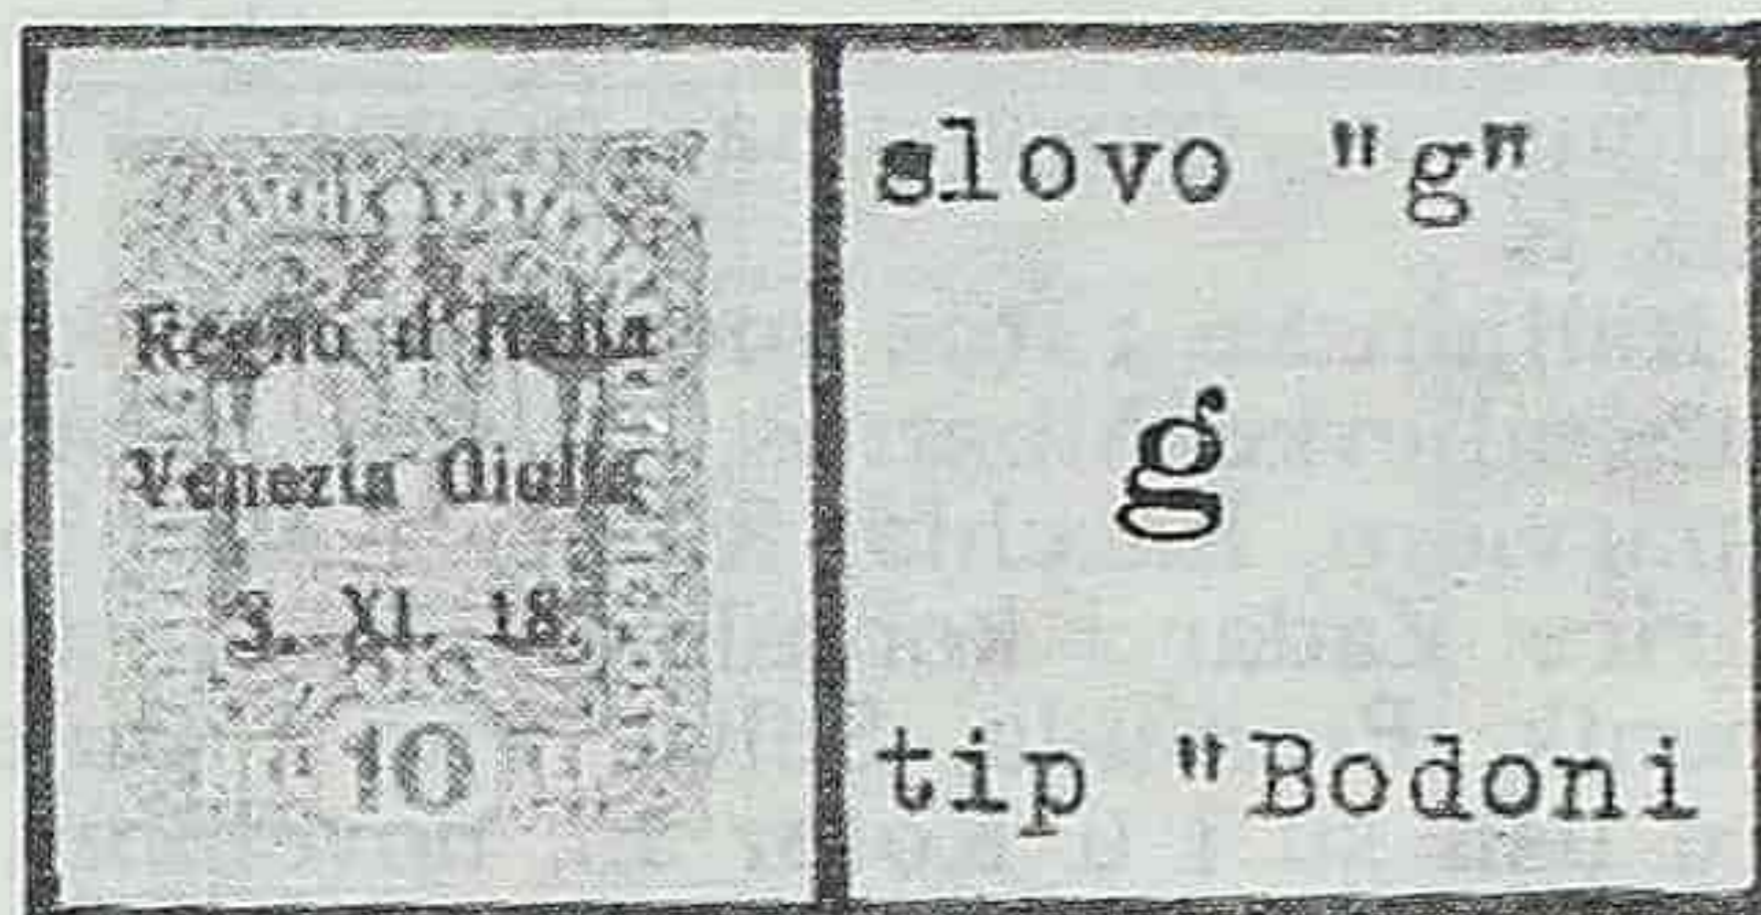 Regno d'Italia
Venezia Giulia
3. XI. 18.
10
slovo "g"
g
tip "Bodoni